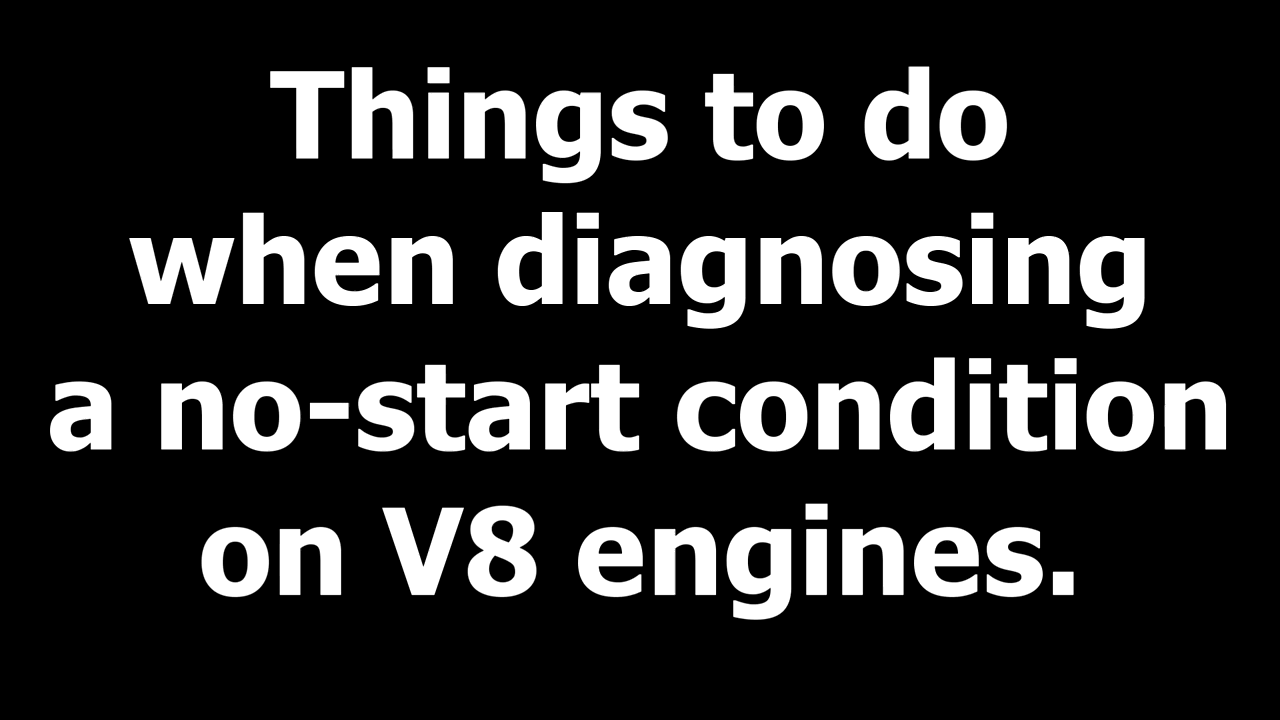 Things to do
when diagnosing
a no-start condition
on V8 engines.